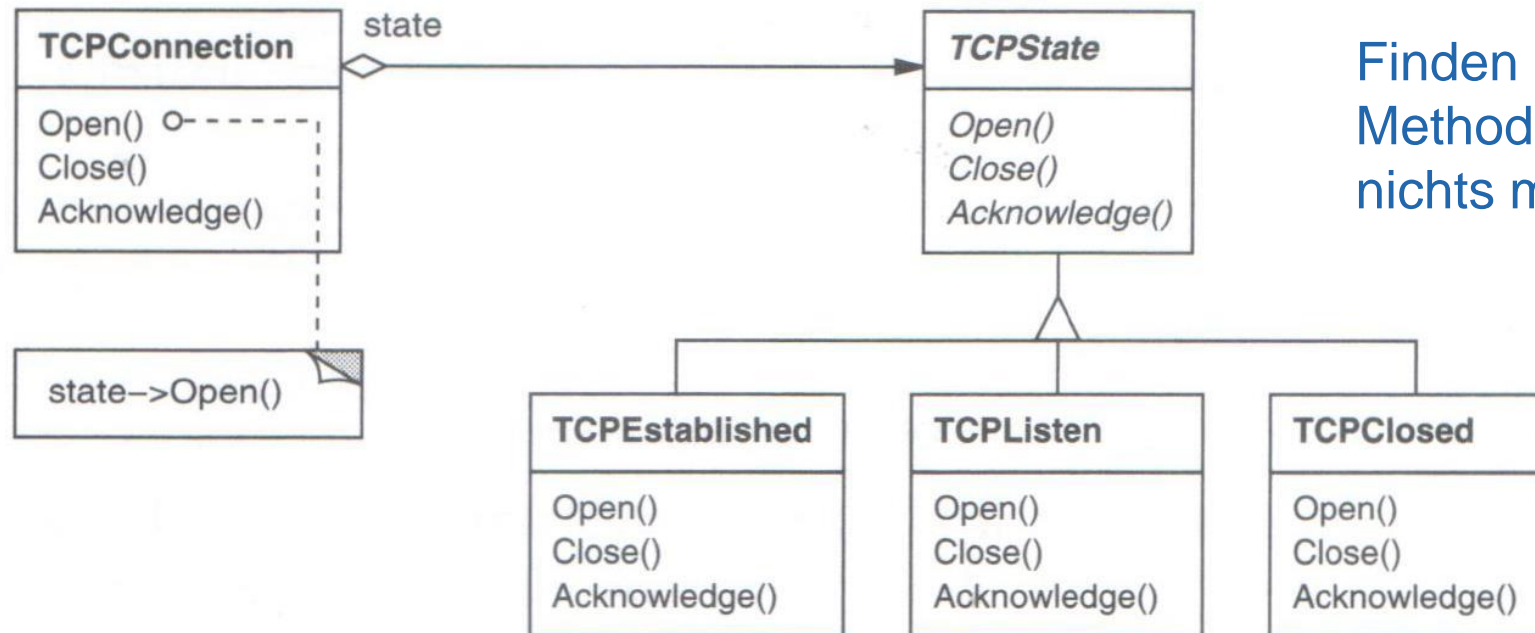 state
TCPConnection
Open()
Close()
Acknowledge()
state->Open()
TCPState
Open()
Close()
Acknowledge()
TCPEstablished
Open()
Close()
Acknowledge()
TCPListen
Open()
Close()
Acknowledge()
TCPClosed
Open()
Close()
Acknowledge()
Finden
Method
nichts